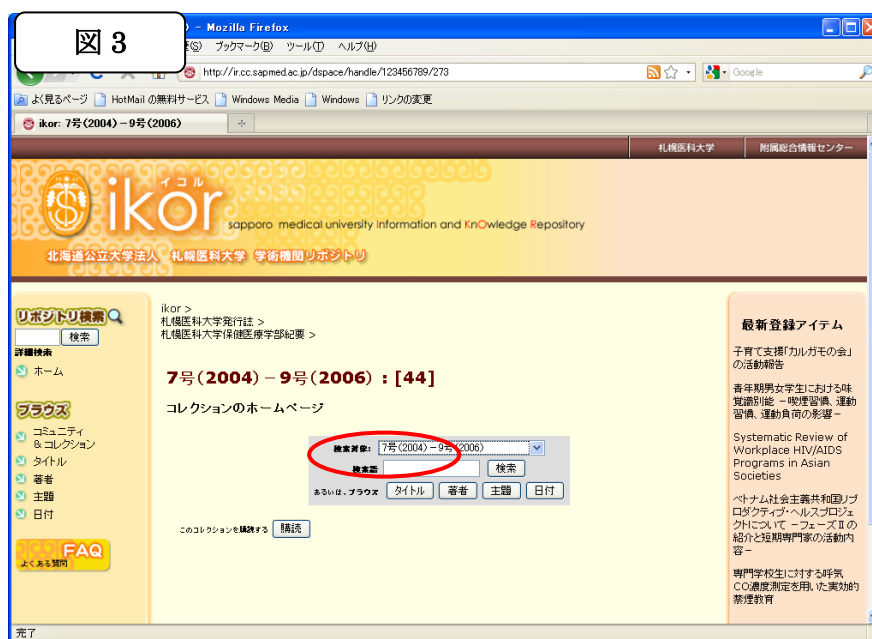 図 3
) - Mozilla Firefox
(S) ブックマーク(B) ツール(T) ヘルプ(H)
http://ir.cc.sapmed.ac.jp/dspace/handle/123456789/273
Google
よく見るページ HotMail の無料サービス Windows Media Windows リンクの変更
ikor: 7号(2004)－9号(2006)
札幌医科大学 附属総合情報センター
イコル
ikor
sapporo medical university Information and KnOwledge Repository
北海道公立大学法人 札幌医科大学 学術機関リポジトリ
リポジトリ検索
検索
詳細検索
ホーム
ブラウズ
コミュニティ
& コレクション
タイトル
著者
主題
日付
FAQ
よくある質問
ikor >
札幌医科大学発行誌 >
札幌医科大学保健医療学部紀要 >
7号(2004)－9号(2006) : [44]
コレクションのホームページ
検索対象: 7号(2004)－9号(2006)
検索語 検索
あるいは、ブラウズ タイトル 著者 主題 日付
このコレクションを購読する 購読
最新登録アイテム
子育て支援「カルガモの会」
の活動報告
青年期男女学生における味
覚識別能 －喫煙習慣、運動
習慣、運動負荷の影響－
Systematic Review of
Workplace HIV/AIDS
Programs in Asian
Societies
ベトナム社会主義共和国リプ
ロダクティブ・ヘルスプロジェ
クトについて －フェーズⅡの
紹介と短期専門家の活動内
容－
専門学校生に対する呼気
CO濃度測定を用いた実効的
禁煙教育
完了